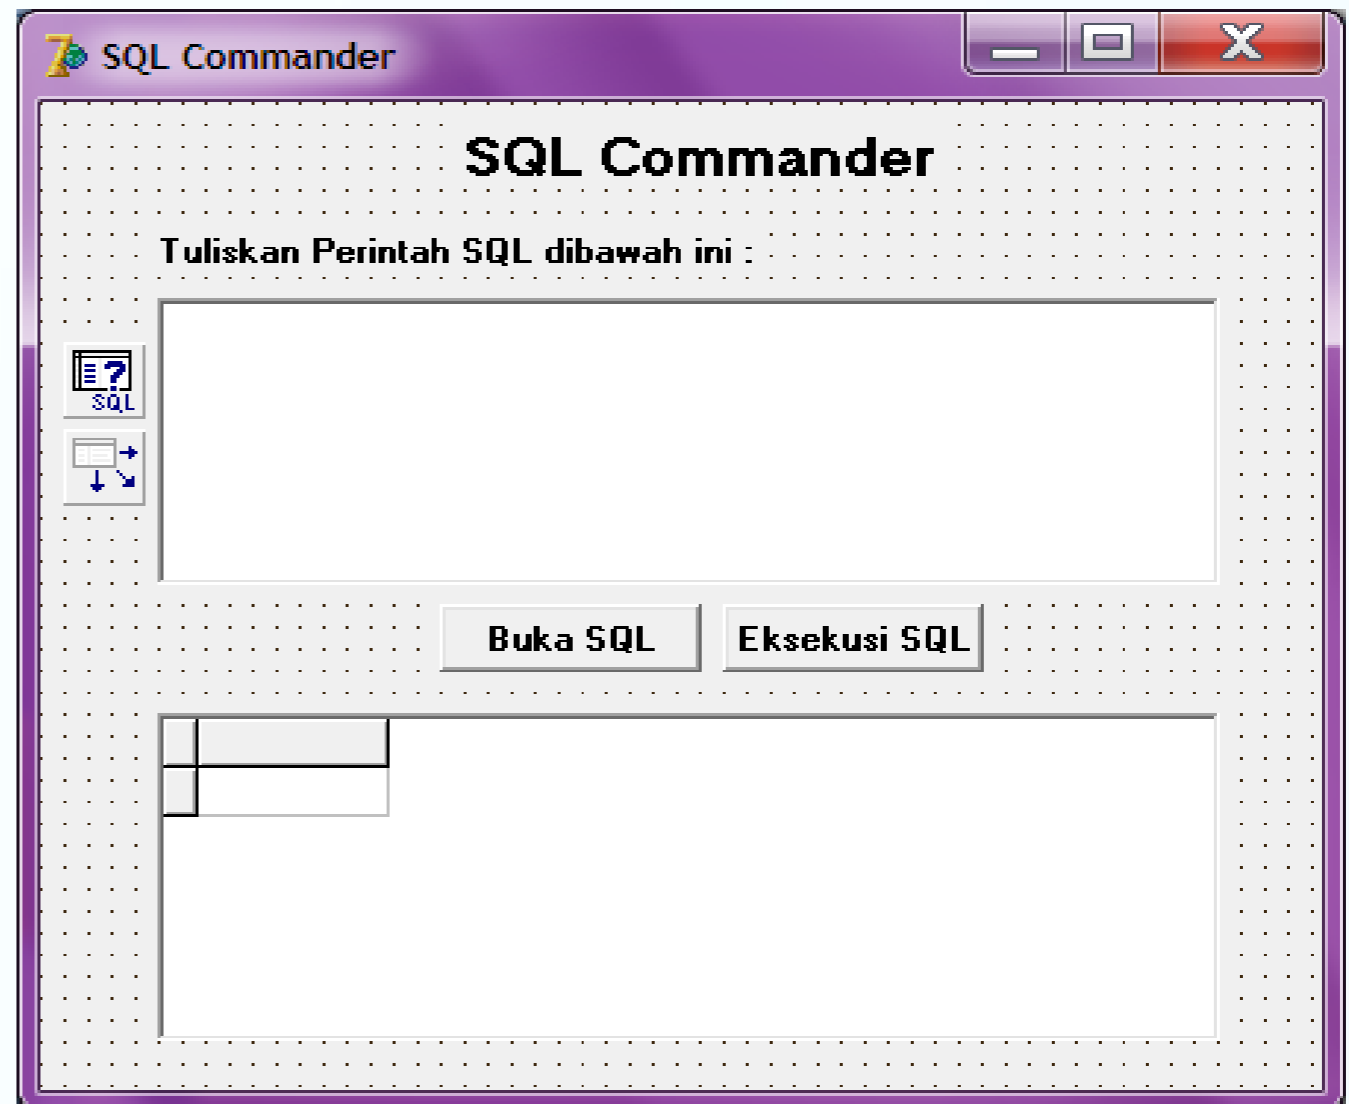 SQL Commander
SQL Commander
Tuliskan Perintah SQL dibawah ini :
SQL
Buka SQL
Eksekusi SQL